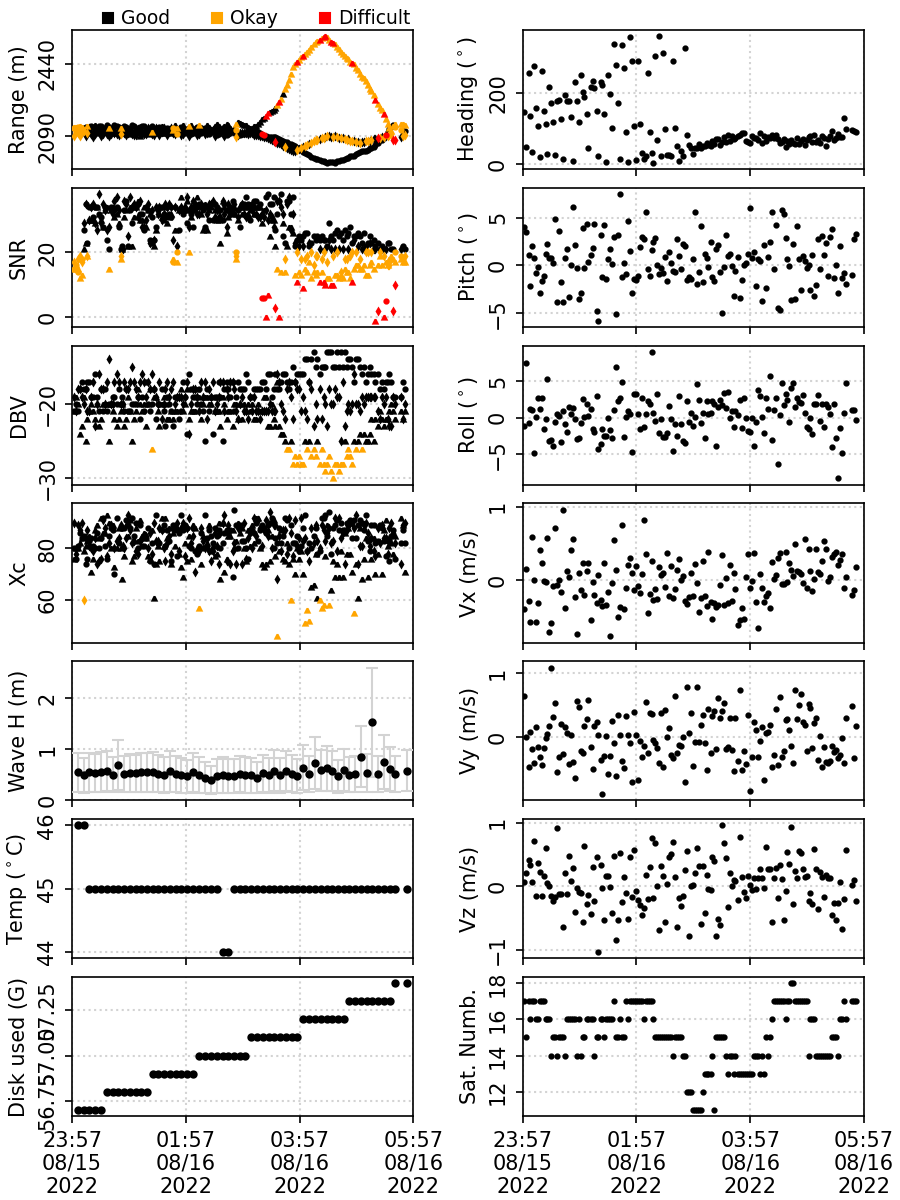 Good Okay Difficult
Range (m)
2440
2090
Heading (°)
200
0
SNR
20
0
Pitch (°)
5
0
−5
DBV
−20
−30
Roll (°)
5
0
−5
Xc
80
60
Vx (m/s)
1
0
Wave H (m)
2
1
0
Vy (m/s)
1
0
Temp (°C)
46
45
44
Vz (m/s)
1
0
−1
Disk used (G)
57.25
57.00
56.75
Sat. Numb.
18
16
14
12
23:57 01:57 03:57 05:57
08/15 08/16 08/16 08/16
2022 2022 2022 2022
23:57 01:57 03:57 05:57
08/15 08/16 08/16 08/16
2022 2022 2022 2022